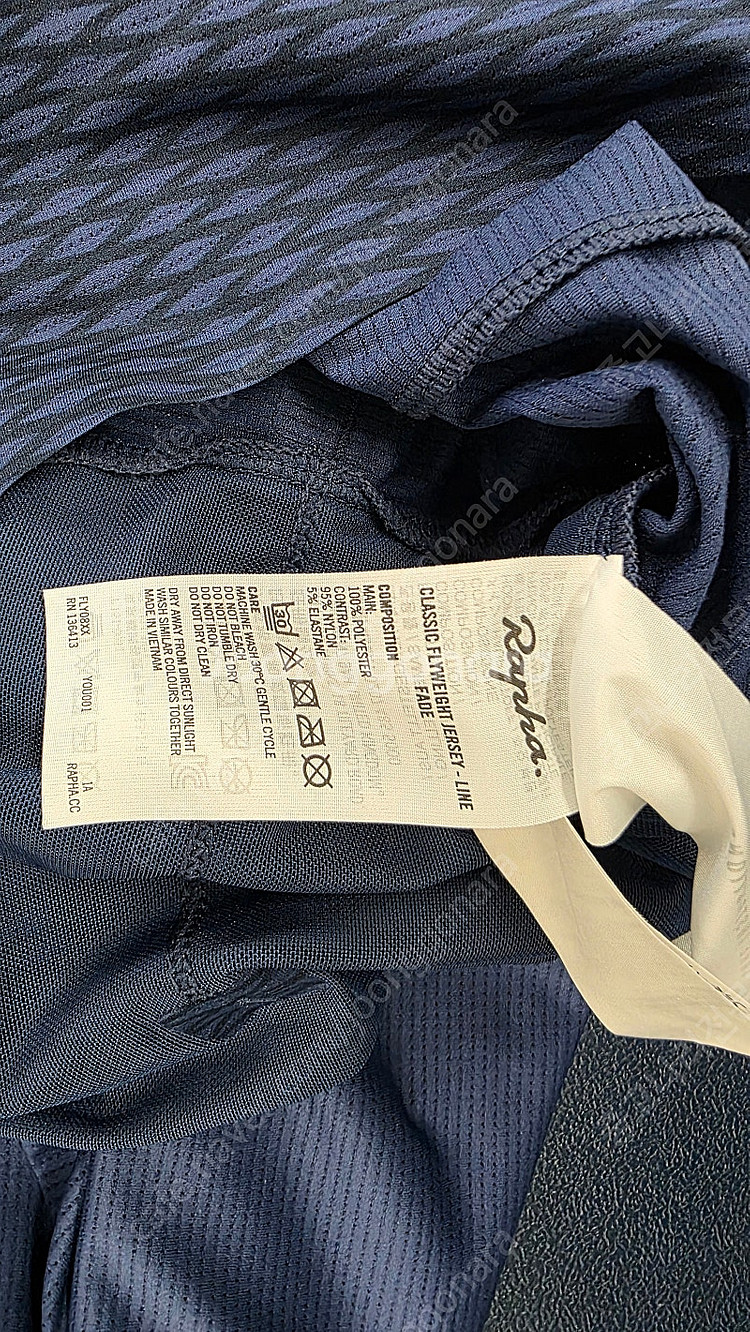 Rapha.
CLASSIC FLYWEIGHT JERSEY - LINE
FADE
COMPOSITION
MAIN:
100% POLYESTER
CONTRAST:
95% NYLON
5% ELASTANE
CARE
MACHINE WASH 30°C GENTLE CYCLE
DO NOT BLEACH
DO NOT TUMBLE DRY
DO NOT IRON
DO NOT DRY CLEAN
DRY AWAY FROM DIRECT SUNLIGHT
WASH SIMILAR COLOURS TOGETHER
MADE IN VIETNAM
FLY08XX YOU001 1A
RN 136413 RAPHA.CC